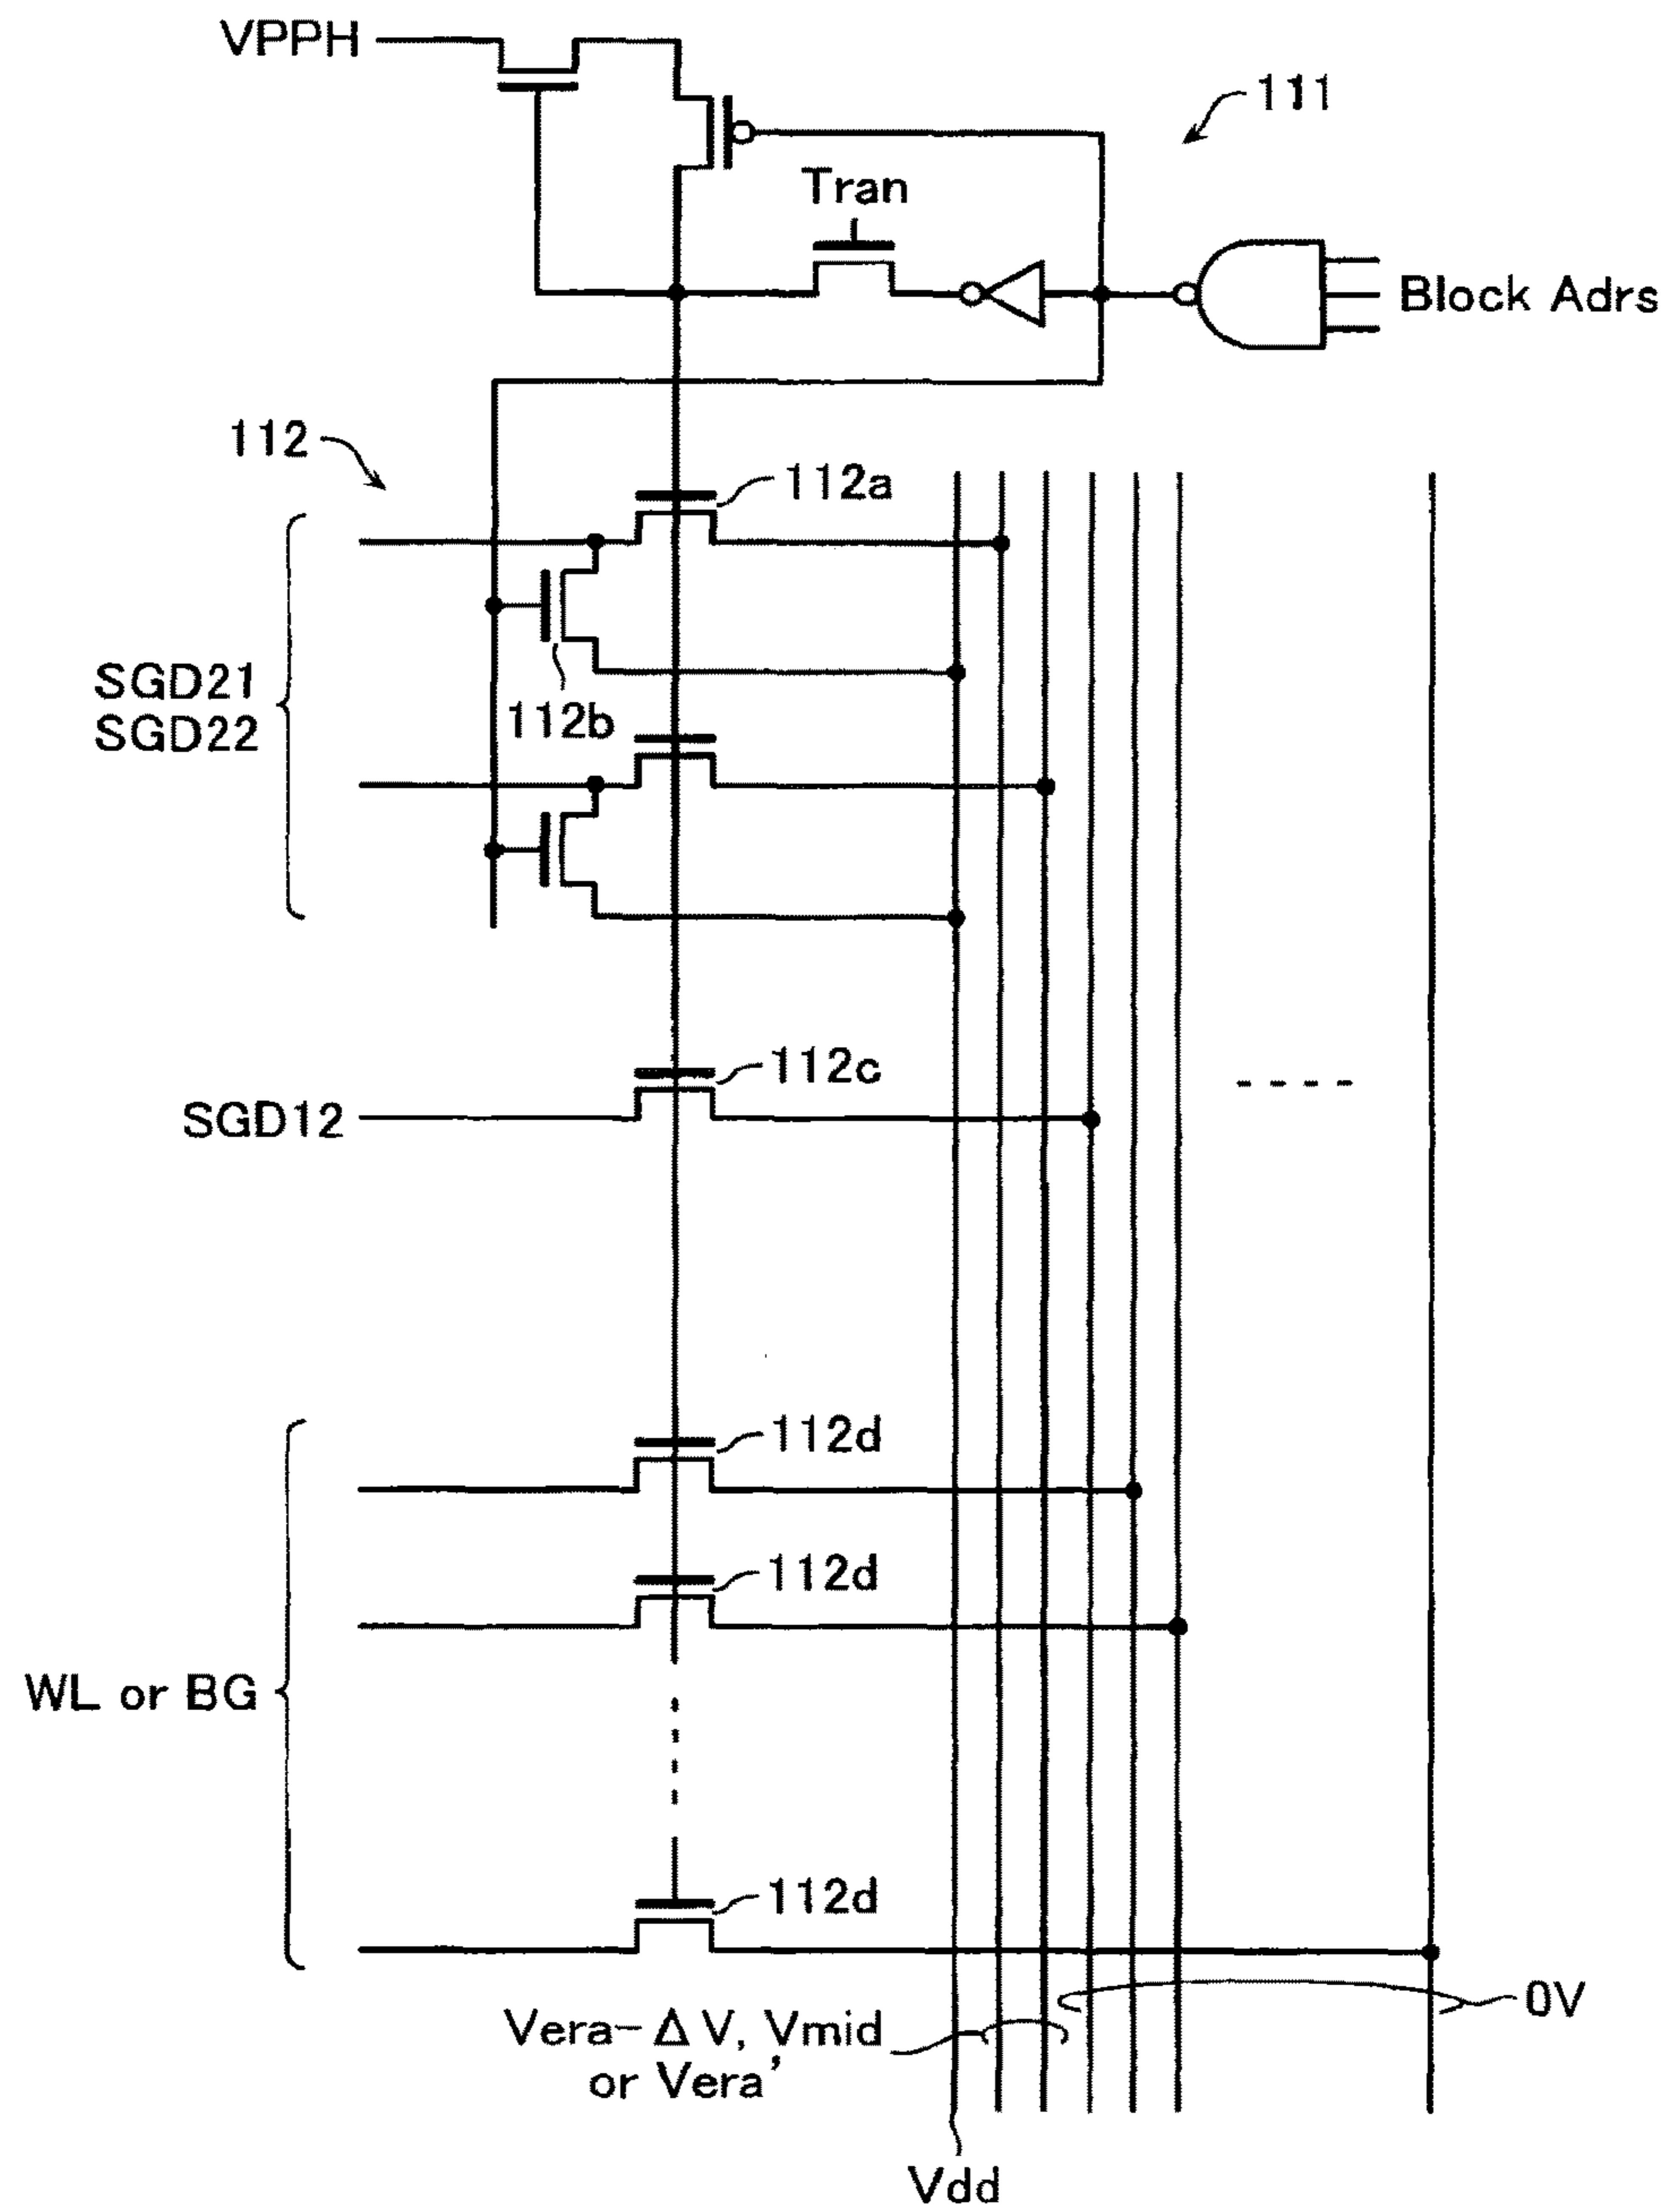 VPPH
111
Tran
Block Adrs
112
112a
SGD21
SGD22
112b
112c
SGD12
112d
112d
WL or BG
112d
0V
Vera-ΔV, Vmid
or Vera'
Vdd